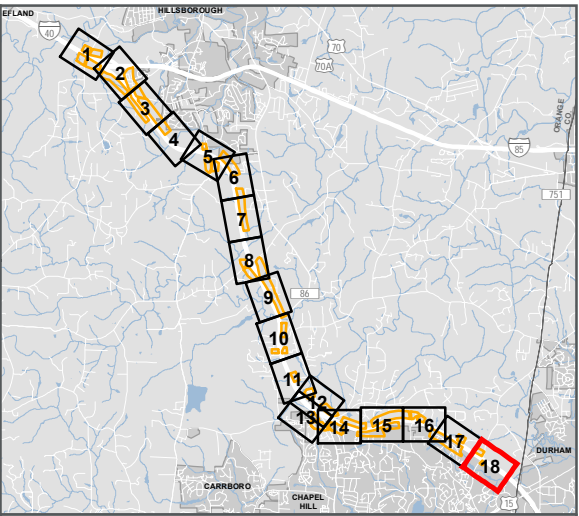 EFLAND
HILLSBOROUGH
40
70
70A
ORANGE
CO
85
751
86
1
2
3
4
5
6
7
8
9
10
11
12
13
14
15
16
17
18
DURHAM
CARRBORO
CHAPEL
HILL
15